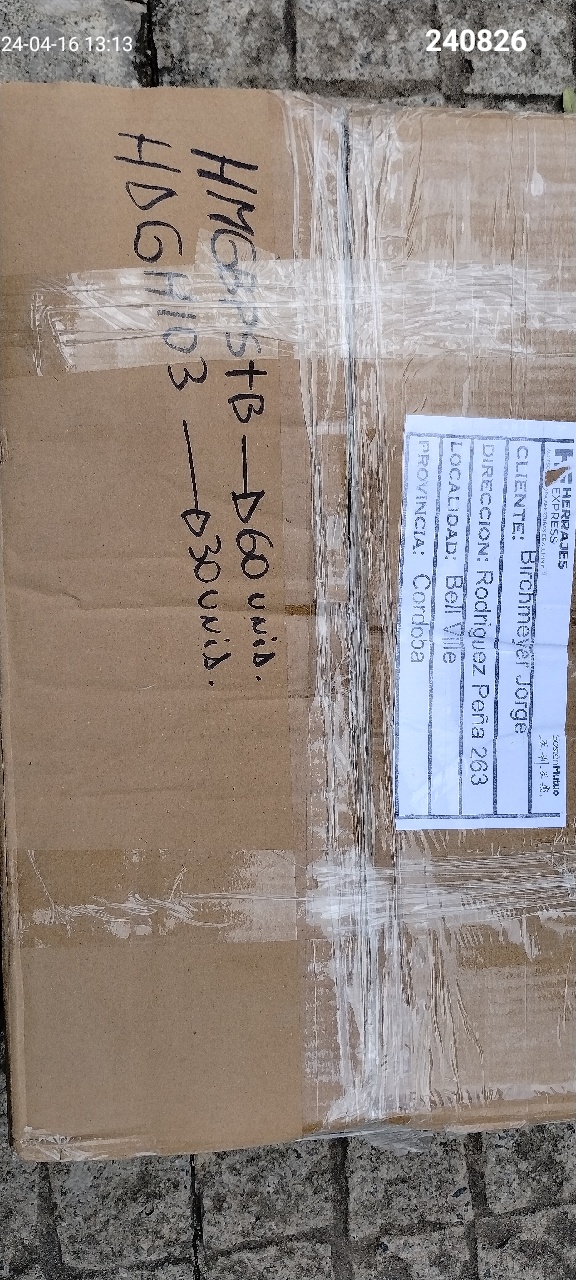 24-04-16 13:13
240826
HMG8PS+B → 60 unid.
HDGH103 → 30 unid.
HERRAJES
EXPRESS
CLIENTE: Birchmeyer Jorge
DIRECCION: Rodriguez Peña 263
LOCALIDAD: Bell Ville
PROVINCIA: Cordoba